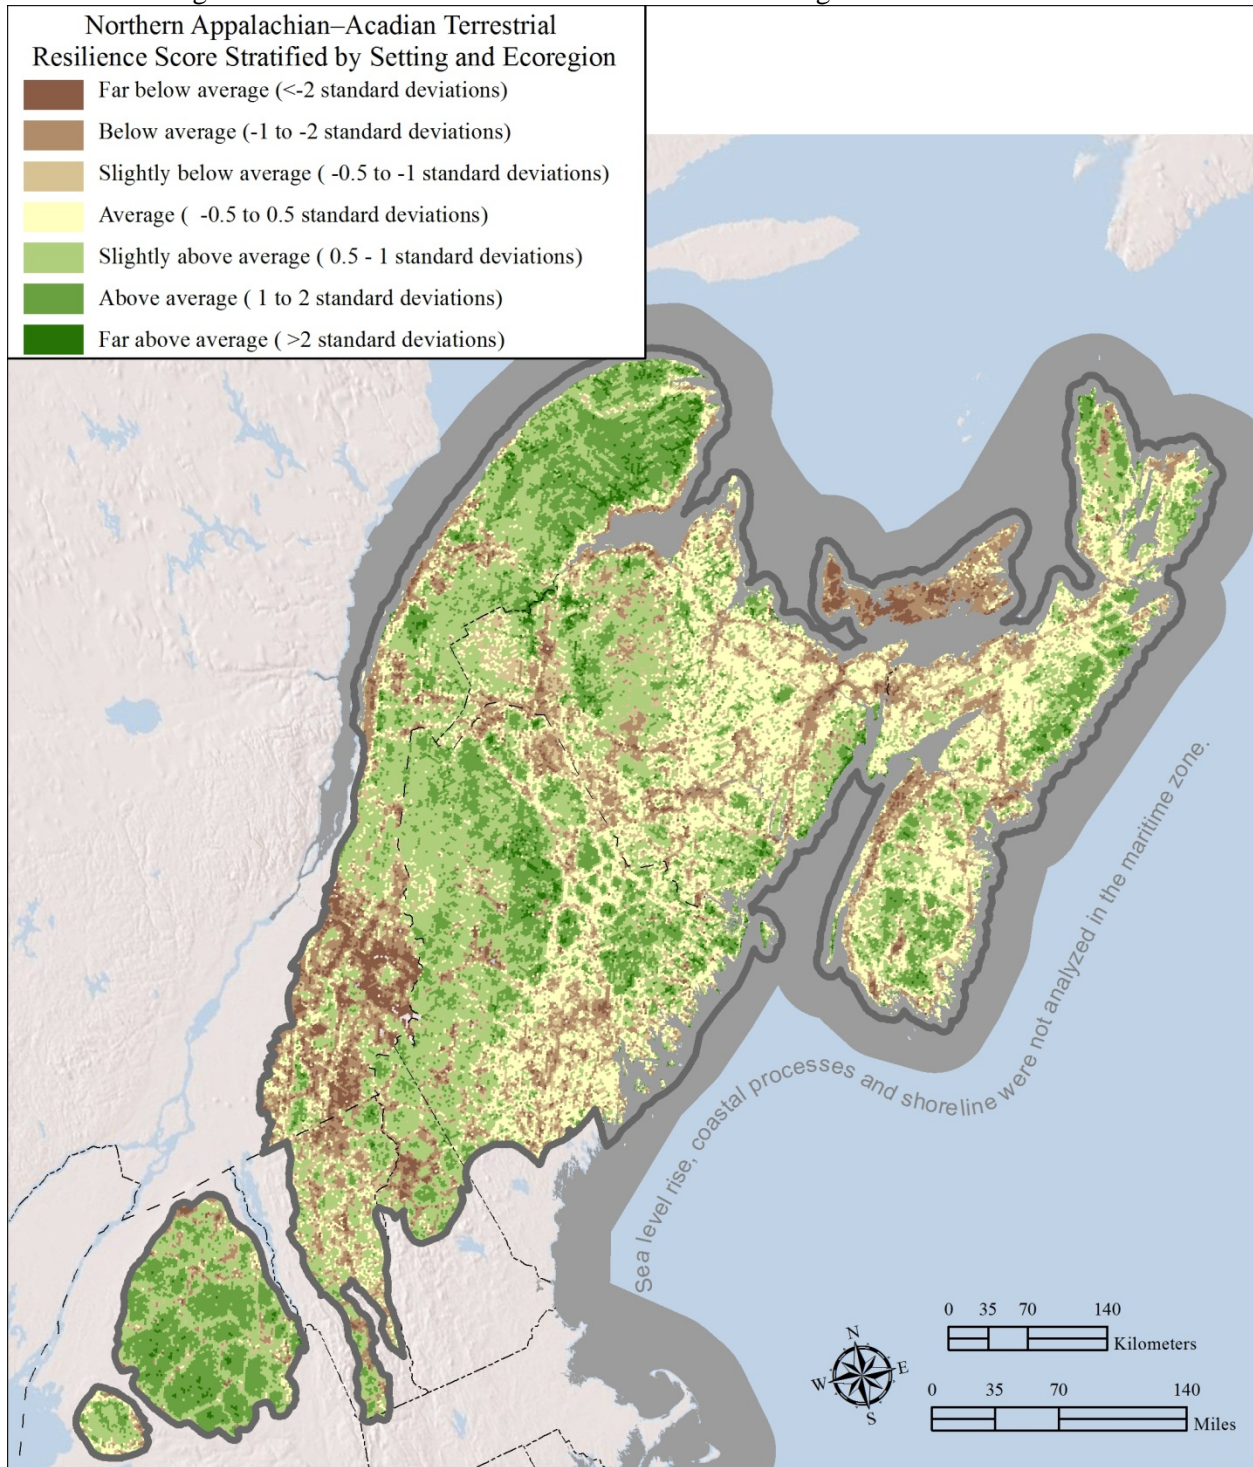 Northern Appalachian–Acadian Terrestrial
Resilience Score Stratified by Setting and Ecoregion
Far below average (<-2 standard deviations)
Below average (-1 to -2 standard deviations)
Slightly below average ( -0.5 to -1 standard deviations)
Average ( -0.5 to 0.5 standard deviations)
Slightly above average ( 0.5 - 1 standard deviations)
Above average ( 1 to 2 standard deviations)
Far above average ( >2 standard deviations)
Sea level rise, coastal processes and shoreline were not analyzed in the maritime zone.
N
W E
S
0 35 70 140
Kilometers
0 35 70 140
Miles